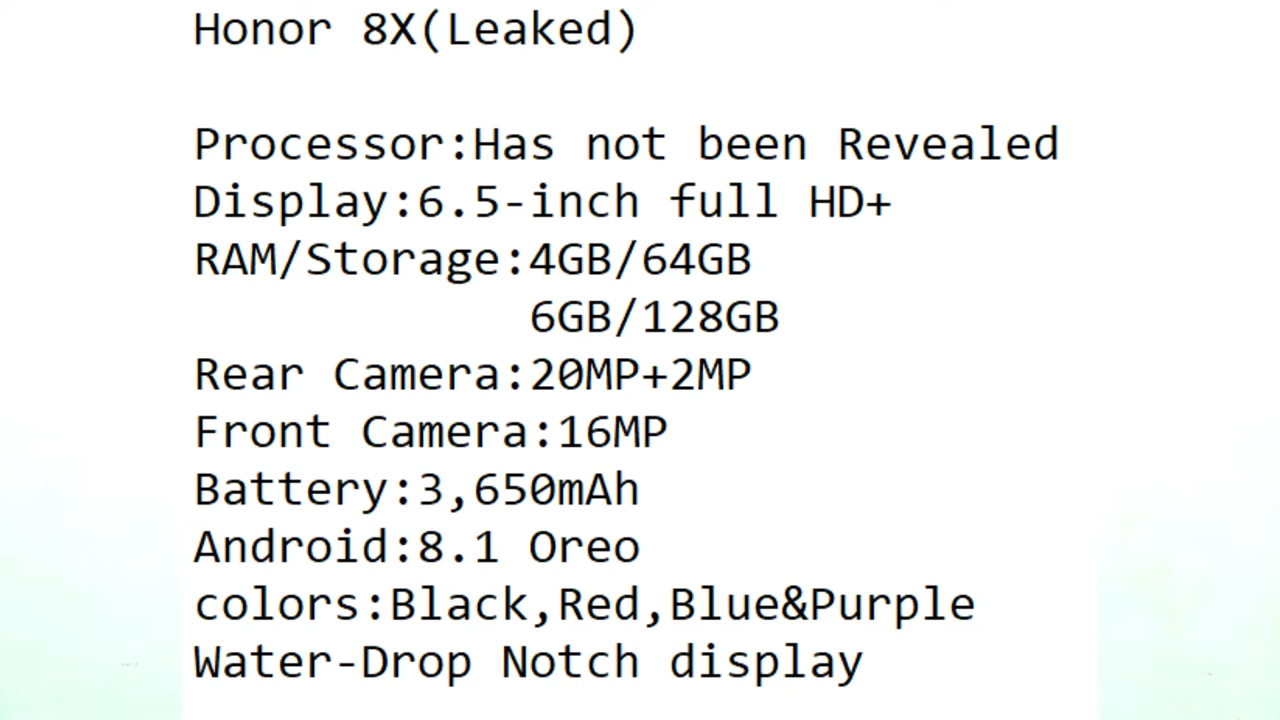 Honor 8X(Leaked)
Processor:Has not been Revealed
Display:6.5-inch full HD+
RAM/Storage:4GB/64GB
6GB/128GB
Rear Camera:20MP+2MP
Front Camera:16MP
Battery:3,650mAh
Android:8.1 Oreo
colors:Black,Red,Blue&Purple
Water-Drop Notch display